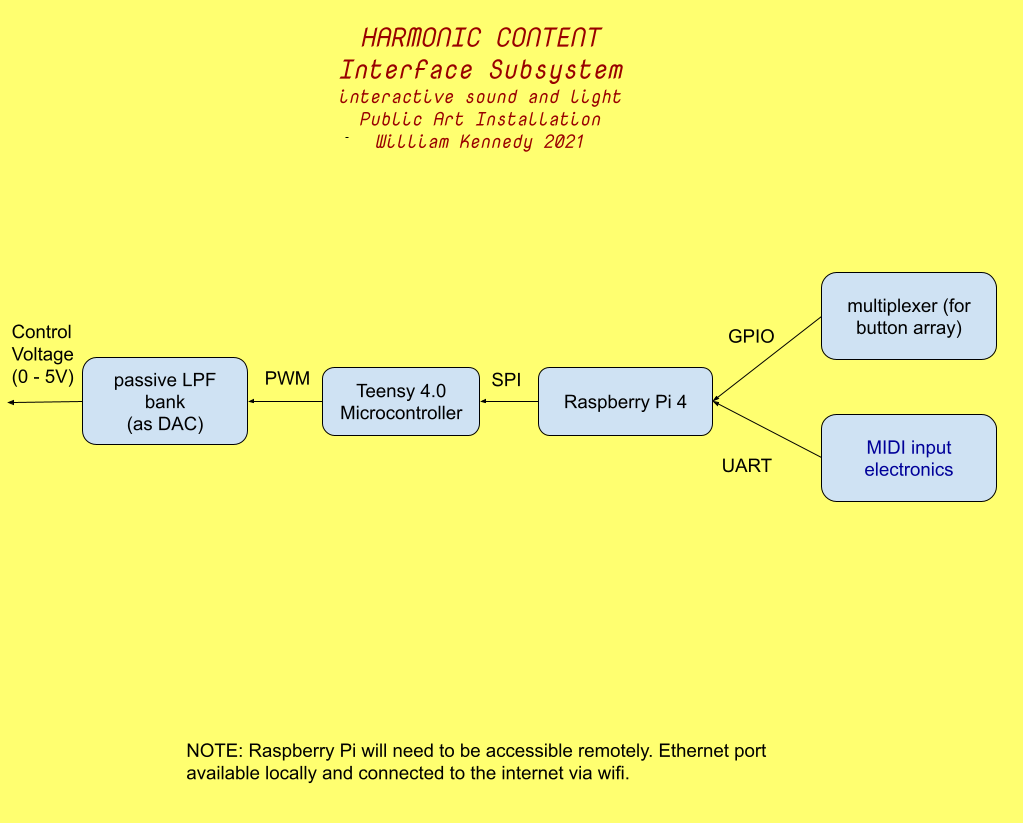 HARMONIC CONTENT
Interface Subsystem
interactive sound and light
Public Art Installation
- William Kennedy 2021
multiplexer (for
button array)
GPIO
Control
Voltage
(0 - 5V)
passive LPF
bank
(as DAC)
PWM
Teensy 4.0
Microcontroller
SPI
Raspberry Pi 4
UART
MIDI input
electronics
NOTE: Raspberry Pi will need to be accessible remotely. Ethernet port
available locally and connected to the internet via wifi.